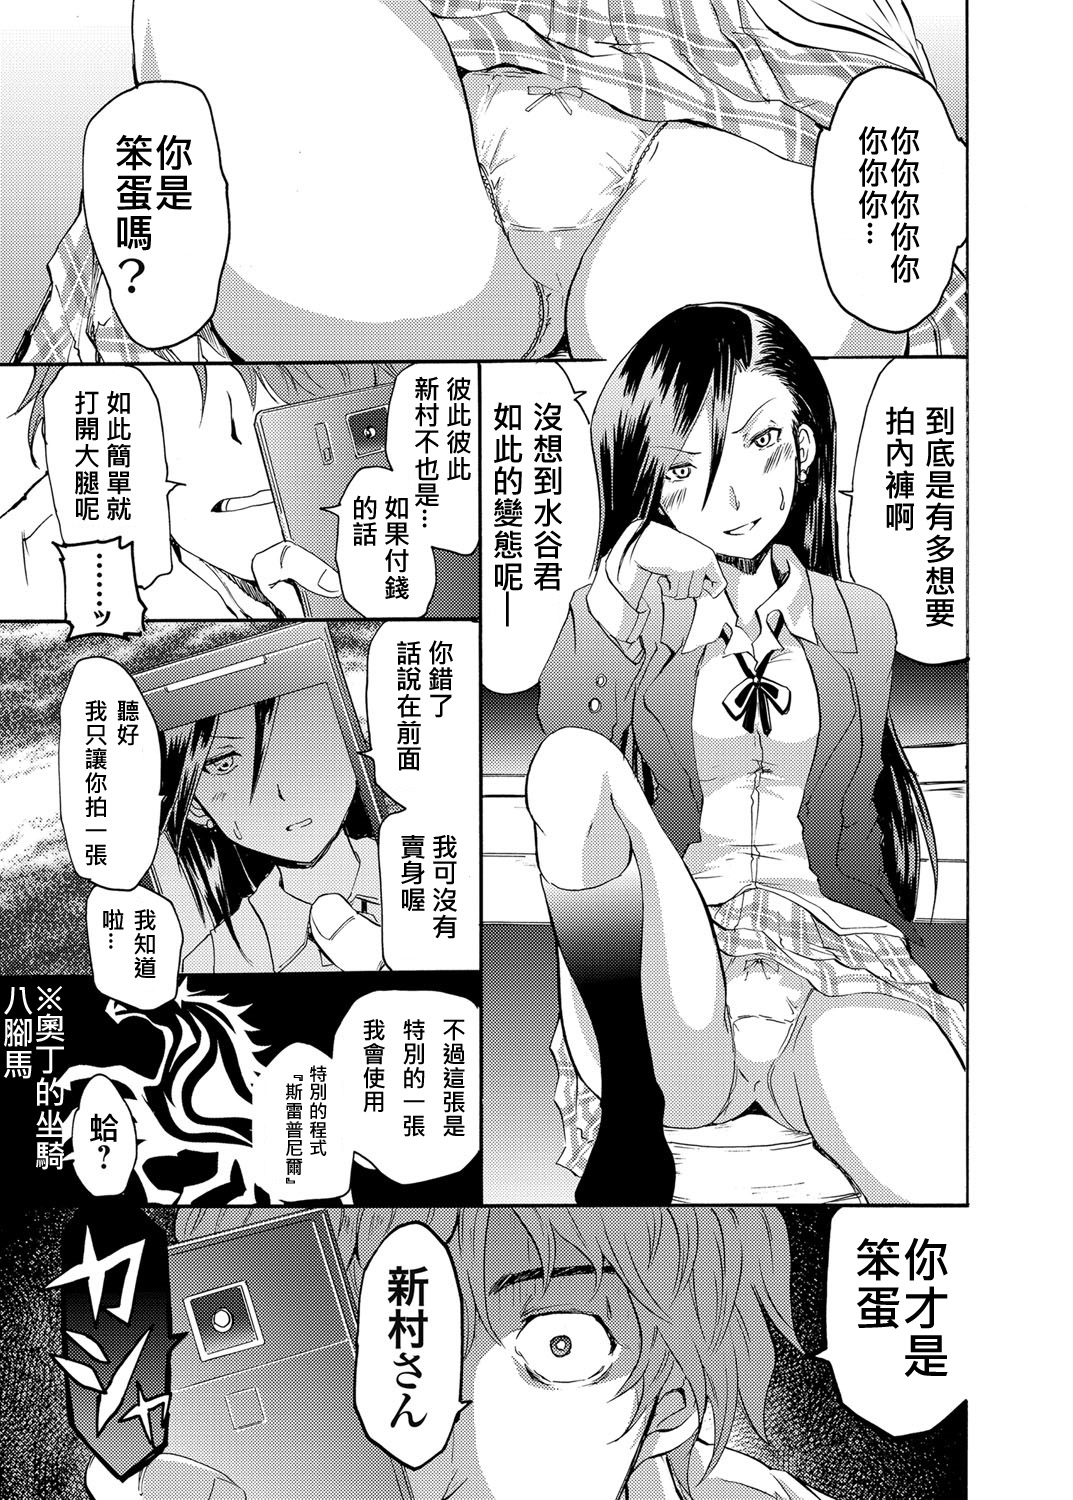 你你你你你
你你你…
你是
笨蛋嗎？
到底是有多想要
拍內褲啊
沒想到水谷君
如此的變態呢—
彼此彼此
新村不也是…
如果付錢
的話
如此簡單就
打開大腿呢
……ッ
你錯了
話說在前面
我可沒有
賣身喔
聽好
我只讓你拍一張
我知道
啦…
不過這張是
特別的一張
我會使用
特別的程式
『斯雷普尼爾』
※奧丁的坐騎
八腳馬
蛤？
你才是
笨蛋
新村さん
カシャ